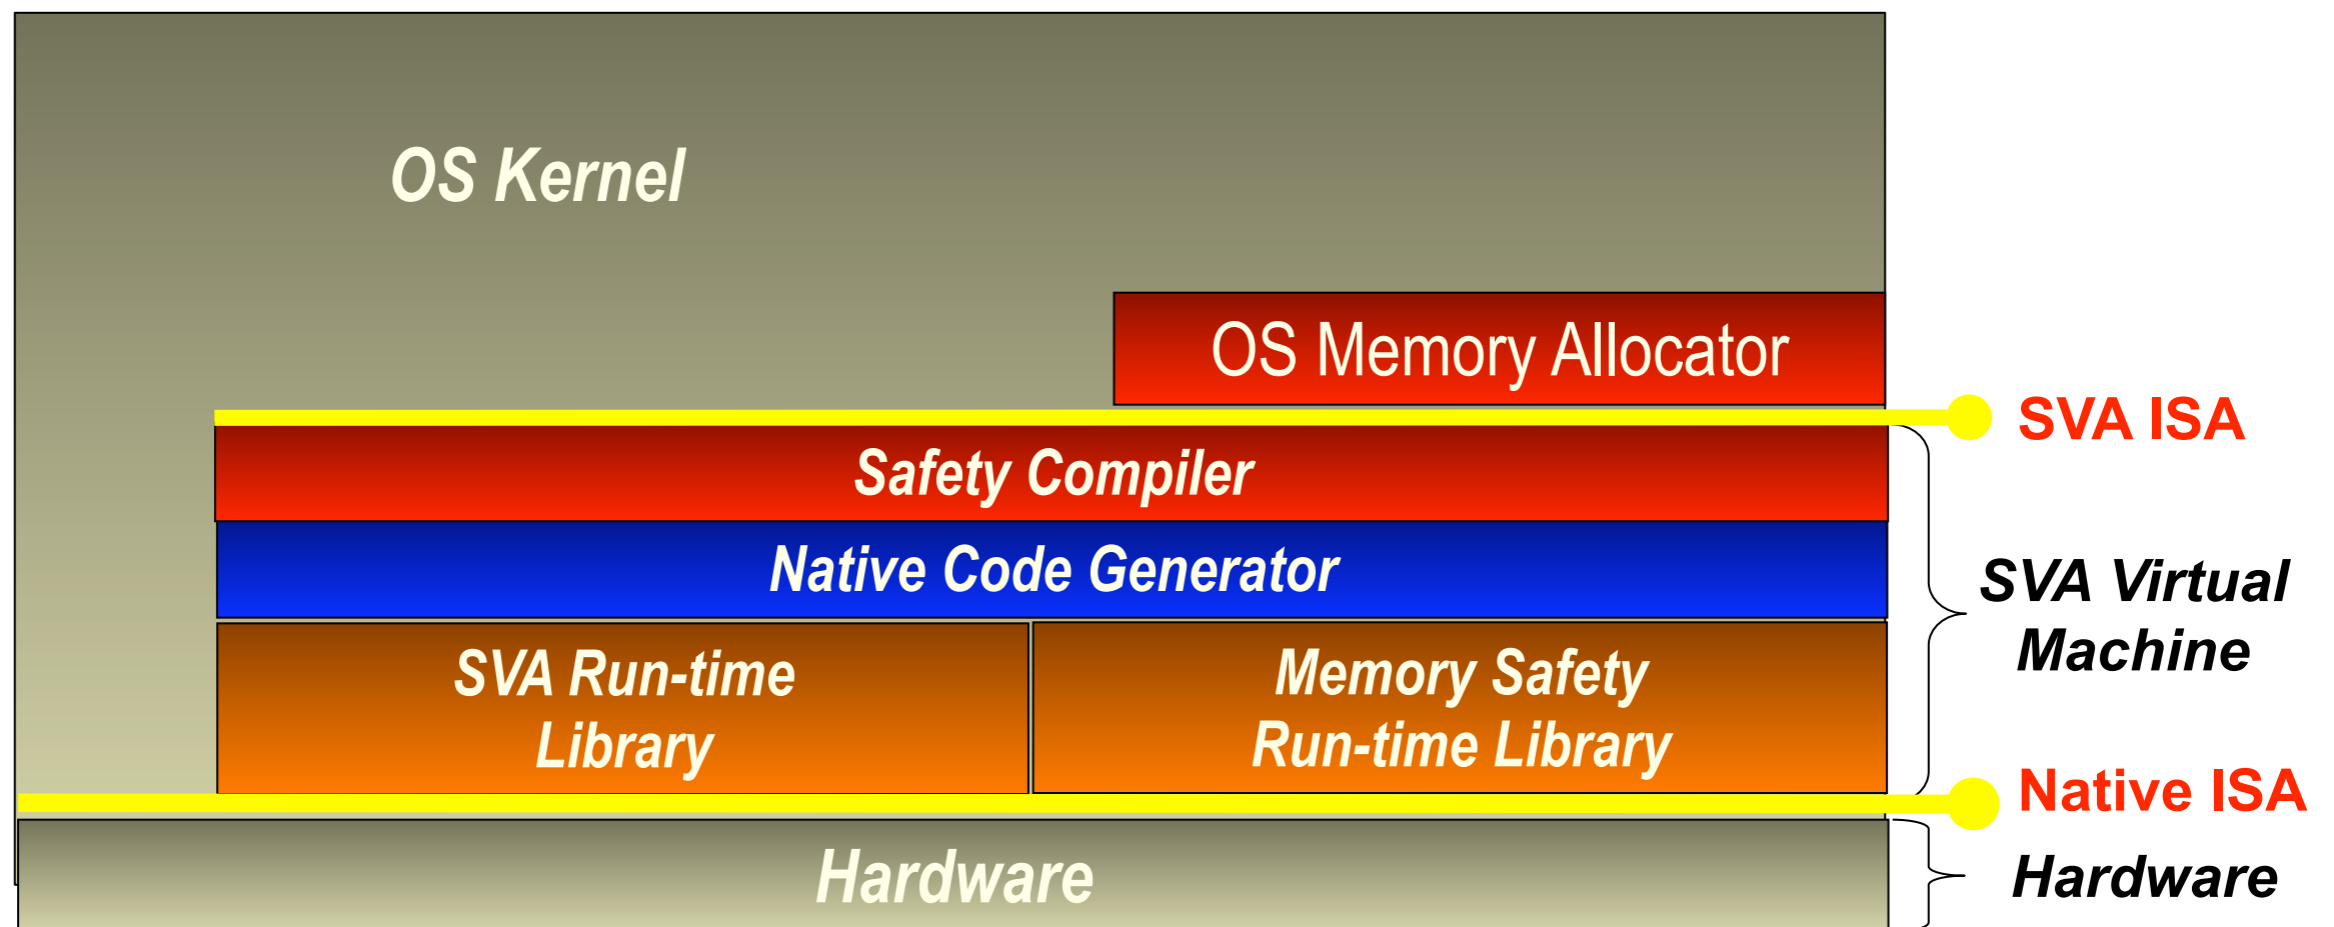 OS Kernel
OS Memory Allocator
SVA ISA
Safety Compiler
Native Code Generator
SVA Virtual
Machine
SVA Run-time
Library
Memory Safety
Run-time Library
Native ISA
Hardware
Hardware